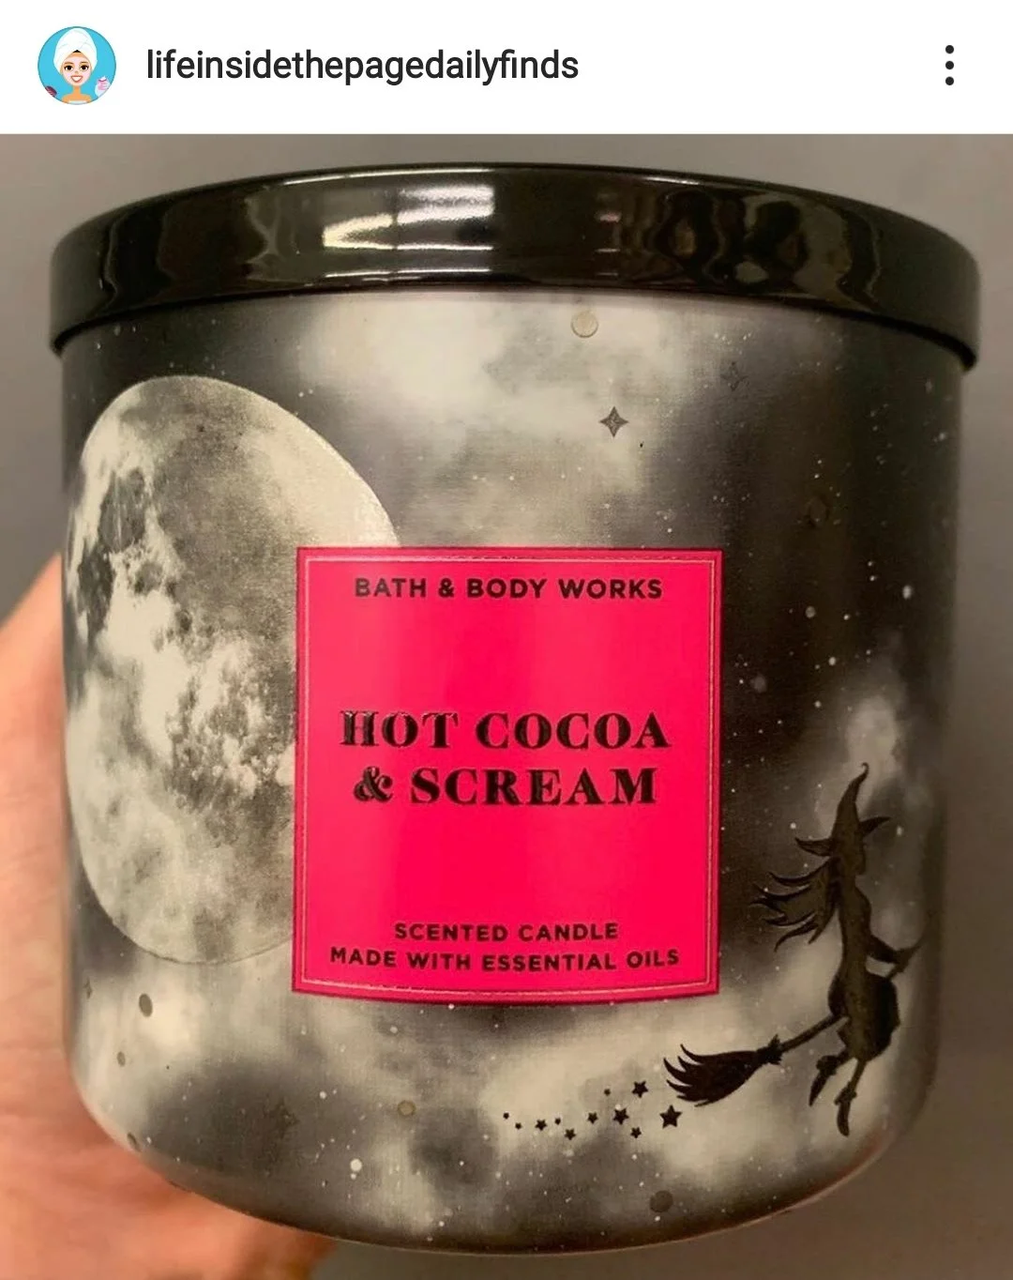 lifeinsidethepagedailyfinds
BATH & BODY WORKS
HOT COCOA
& SCREAM
SCENTED CANDLE
MADE WITH ESSENTIAL OILS